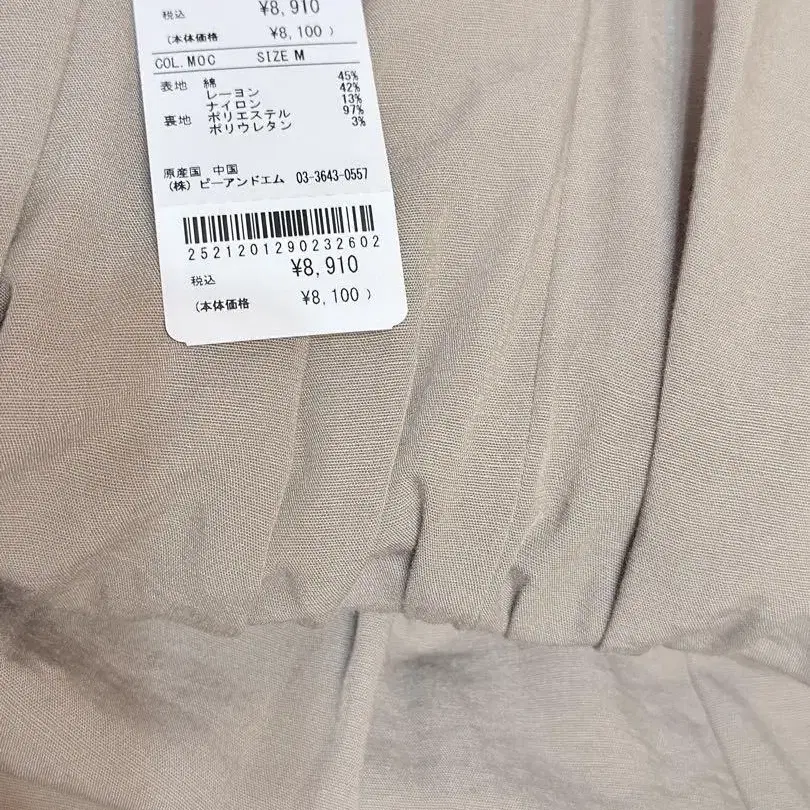 税込 ¥8,910
(本体価格 ¥8,100 )
COL.MOC SIZE M
表地 綿 45%
レーヨン 42%
ナイロン 13%
裏地 ポリエステル 97%
ポリウレタン 3%
原産国 中国
(株) ビーアンドエム 03-3643-0557
2521201290232602
税込 ¥8,910
(本体価格 ¥8,100 )